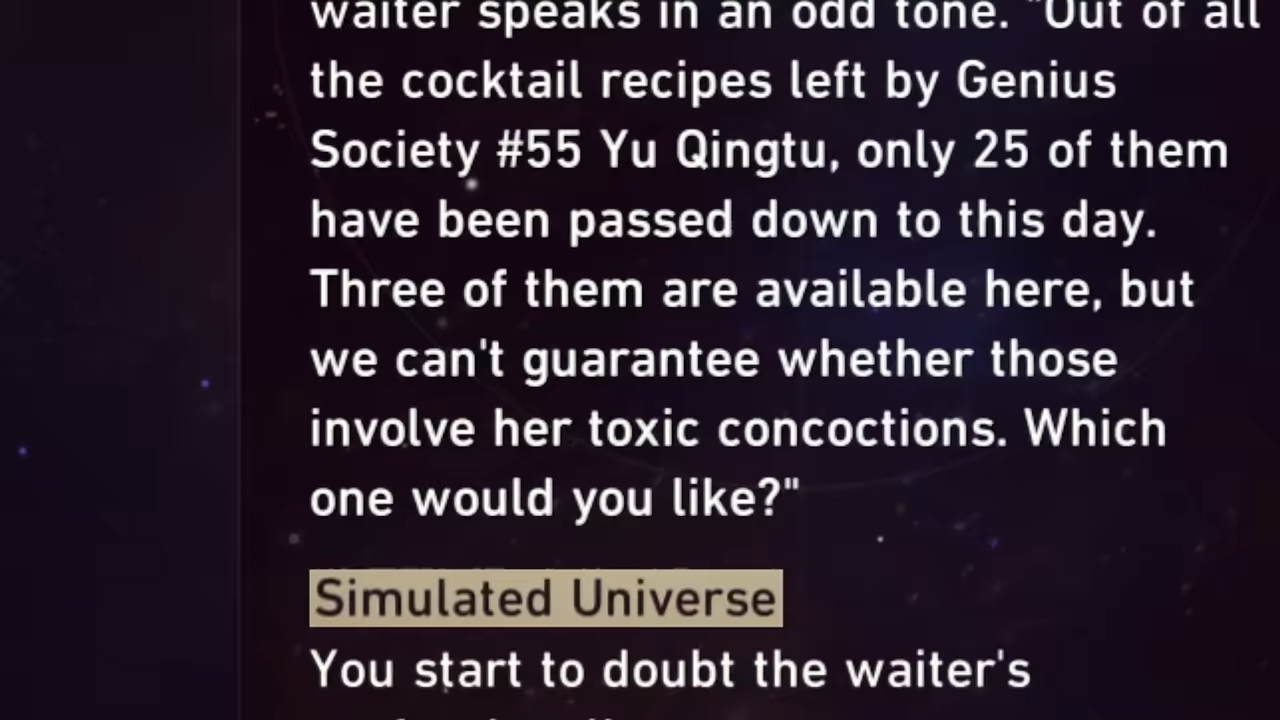 waiter speaks in an odd tone. "Out of all
the cocktail recipes left by Genius
Society #55 Yu Qingtu, only 25 of them
have been passed down to this day.
Three of them are available here, but
we can't guarantee whether those
involve her toxic concoctions. Which
one would you like?"
Simulated Universe
You start to doubt the waiter's